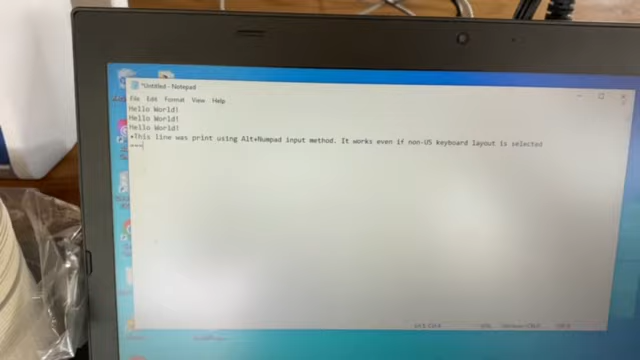 *Untitled - Notepad
File Edit Format View Help
Hello World!
Hello World!
Hello World!
★This line was print using Alt+Numpad input method. It works even if non-US keyboard layout is selected
===